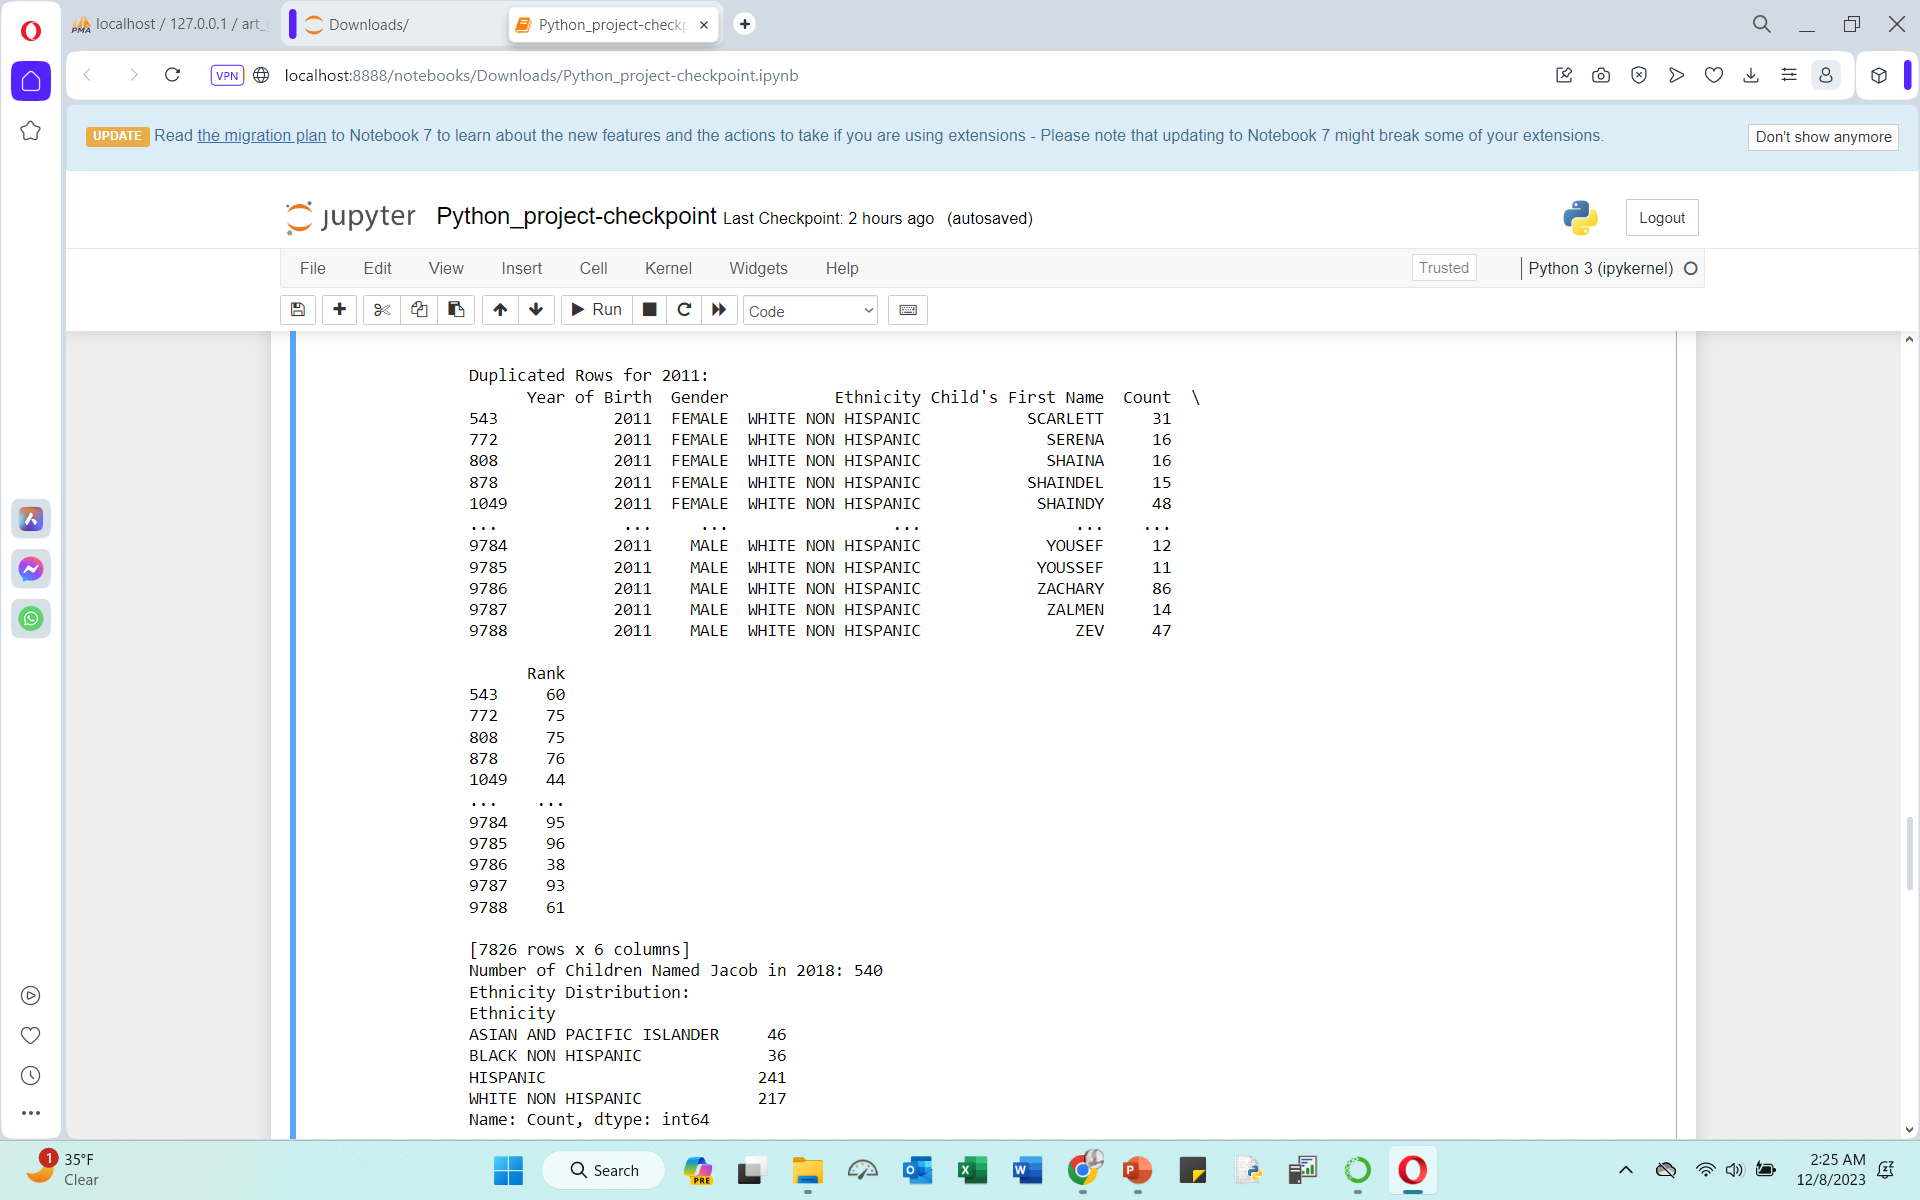 localhost / 127.0.0.1 / art_
Downloads/
Python_project-check
VPN
localhost:8888/notebooks/Downloads/Python_project-checkpoint.ipynb
UPDATE Read the migration plan to Notebook 7 to learn about the new features and the actions to take if you are using extensions - Please note that updating to Notebook 7 might break some of your extensions.
Don't show anymore
jupyter Python_project-checkpoint Last Checkpoint: 2 hours ago (autosaved)
Logout
File Edit View Insert Cell Kernel Widgets Help
Trusted
Python 3 (ipykernel)
Run
Code
Duplicated Rows for 2011:
Year of Birth Gender Ethnicity Child's First Name Count \
543 2011 FEMALE WHITE NON HISPANIC SCARLETT 31
772 2011 FEMALE WHITE NON HISPANIC SERENA 16
808 2011 FEMALE WHITE NON HISPANIC SHAINA 16
878 2011 FEMALE WHITE NON HISPANIC SHAINDEL 15
1049 2011 FEMALE WHITE NON HISPANIC SHAINDY 48
... ... ... ... ... ...
9784 2011 MALE WHITE NON HISPANIC YOUSEF 12
9785 2011 MALE WHITE NON HISPANIC YOUSSEF 11
9786 2011 MALE WHITE NON HISPANIC ZACHARY 86
9787 2011 MALE WHITE NON HISPANIC ZALMEN 14
9788 2011 MALE WHITE NON HISPANIC ZEV 47
Rank
543 60
772 75
808 75
878 76
1049 44
... ...
9784 95
9785 96
9786 38
9787 93
9788 61
[7826 rows x 6 columns]
Number of Children Named Jacob in 2018: 540
Ethnicity Distribution:
Ethnicity
ASIAN AND PACIFIC ISLANDER 46
BLACK NON HISPANIC 36
HISPANIC 241
WHITE NON HISPANIC 217
Name: Count, dtype: int64
1
35°F
Clear
Search
PRE
2:25 AM
12/8/2023